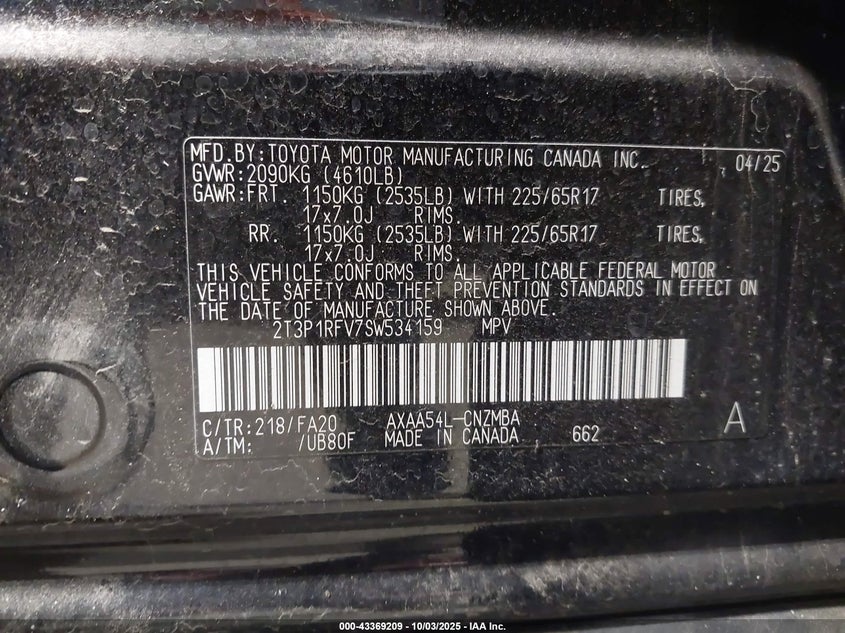 MFD.BY:TOYOTA MOTOR MANUFACTURING CANADA INC. 04/25
GVWR:2090KG (4610LB)
GAWR:FRT. 1150KG (2535LB) WITH 225/65R17 TIRES,
17x7.0J RIMS.
RR. 1150KG (2535LB) WITH 225/65R17 TIRES,
17x7.0J RIMS.
THIS VEHICLE CONFORMS TO ALL APPLICABLE FEDERAL MOTOR
VEHICLE SAFETY AND THEFT PREVENTION STANDARDS IN EFFECT ON
THE DATE OF MANUFACTURE SHOWN ABOVE.
2T3P1RFV7SW534159 MPV
C/TR:218/FA20 AXAA54L-CNZMBA
A/TM: /UB80F MADE IN CANADA 662 A
000-43369209 - 10/03/2025 - IAA Inc.